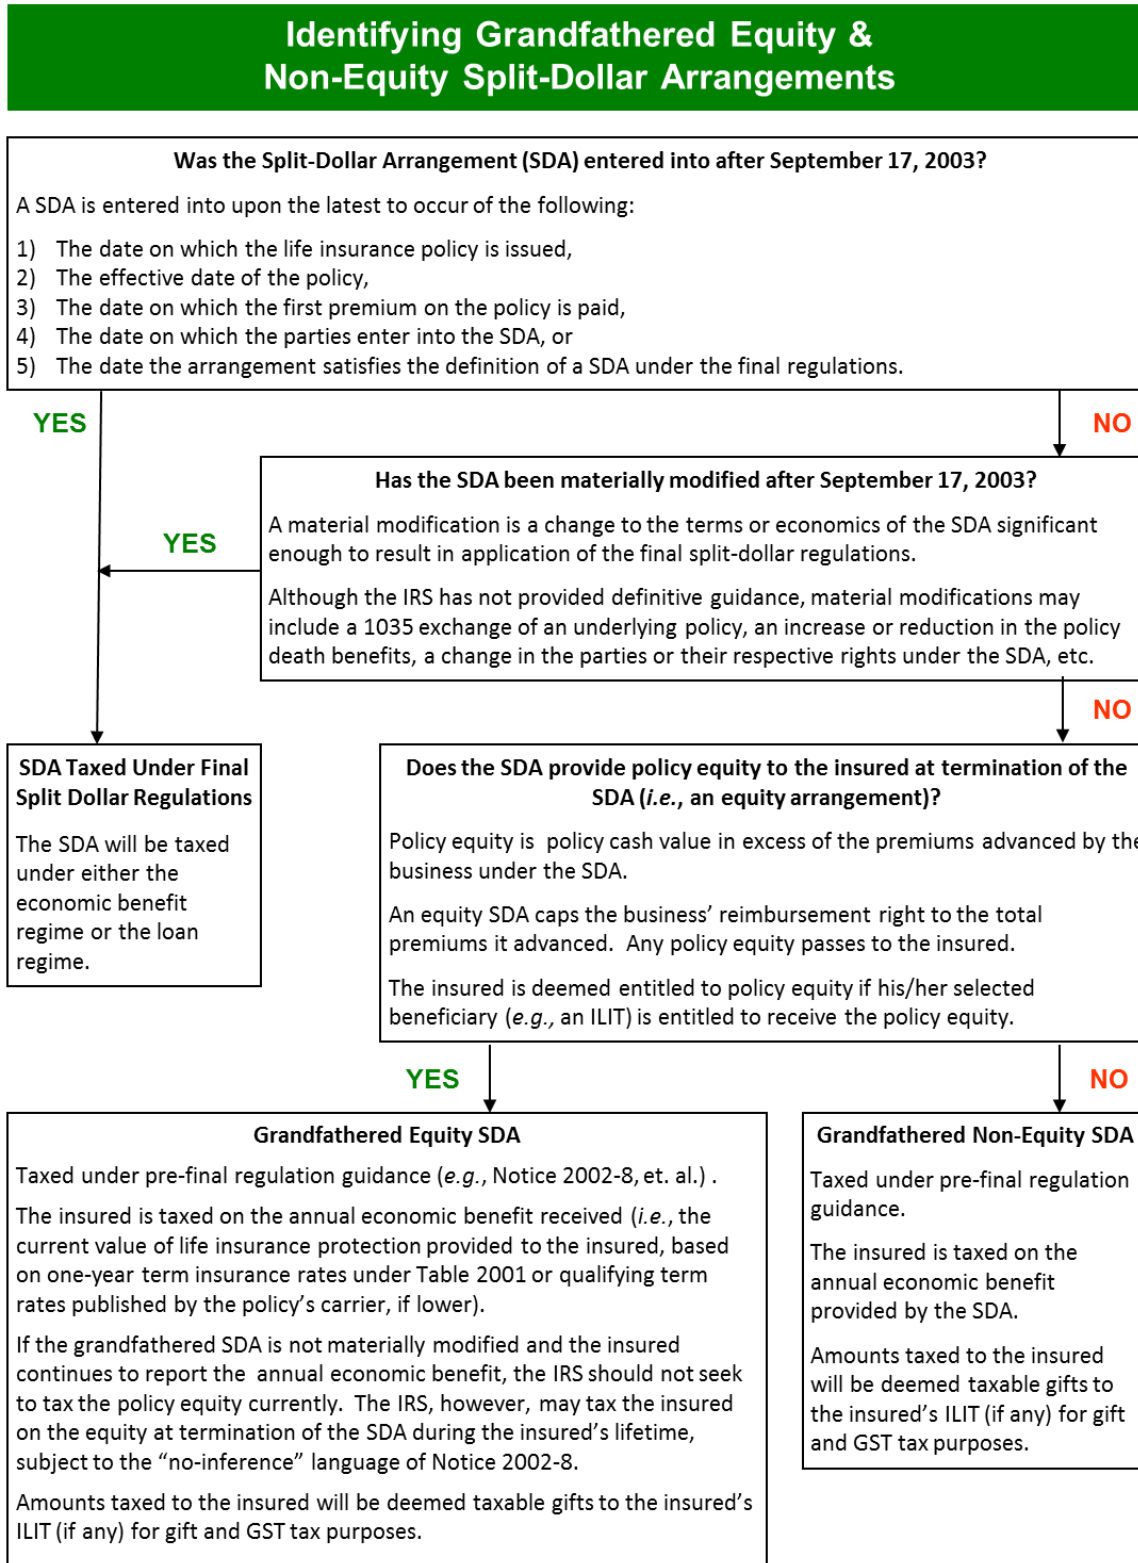 Identifying Grandfathered Equity &
Non-Equity Split-Dollar Arrangements
Was the Split-Dollar Arrangement (SDA) entered into after September 17, 2003?
A SDA is entered into upon the latest to occur of the following:
1) The date on which the life insurance policy is issued,
2) The effective date of the policy,
3) The date on which the first premium on the policy is paid,
4) The date on which the parties enter into the SDA, or
5) The date the arrangement satisfies the definition of a SDA under the final regulations.
YES
NO
Has the SDA been materially modified after September 17, 2003?
A material modification is a change to the terms or economics of the SDA significant
enough to result in application of the final split-dollar regulations.
Although the IRS has not provided definitive guidance, material modifications may
include a 1035 exchange of an underlying policy, an increase or reduction in the policy
death benefits, a change in the parties or their respective rights under the SDA, etc.
YES
NO
SDA Taxed Under Final
Split Dollar Regulations
The SDA will be taxed
under either the
economic benefit
regime or the loan
regime.
Does the SDA provide policy equity to the insured at termination of the
SDA (i.e., an equity arrangement)?
Policy equity is policy cash value in excess of the premiums advanced by the
business under the SDA.
An equity SDA caps the business’ reimbursement right to the total
premiums it advanced. Any policy equity passes to the insured.
The insured is deemed entitled to policy equity if his/her selected
beneficiary (e.g., an ILIT) is entitled to receive the policy equity.
YES
NO
Grandfathered Equity SDA
Taxed under pre-final regulation guidance (e.g., Notice 2002-8, et. al.) .
The insured is taxed on the annual economic benefit received (i.e., the
current value of life insurance protection provided to the insured, based
on one-year term insurance rates under Table 2001 or qualifying term
rates published by the policy’s carrier, if lower).
If the grandfathered SDA is not materially modified and the insured
continues to report the annual economic benefit, the IRS should not seek
to tax the policy equity currently. The IRS, however, may tax the insured
on the equity at termination of the SDA during the insured’s lifetime,
subject to the “no-inference” language of Notice 2002-8.
Amounts taxed to the insured will be deemed taxable gifts to the insured’s
ILIT (if any) for gift and GST tax purposes.
Grandfathered Non-Equity SDA
Taxed under pre-final regulation
guidance.
The insured is taxed on the
annual economic benefit
provided by the SDA.
Amounts taxed to the insured
will be deemed taxable gifts to
the insured’s ILIT (if any) for gift
and GST tax purposes.